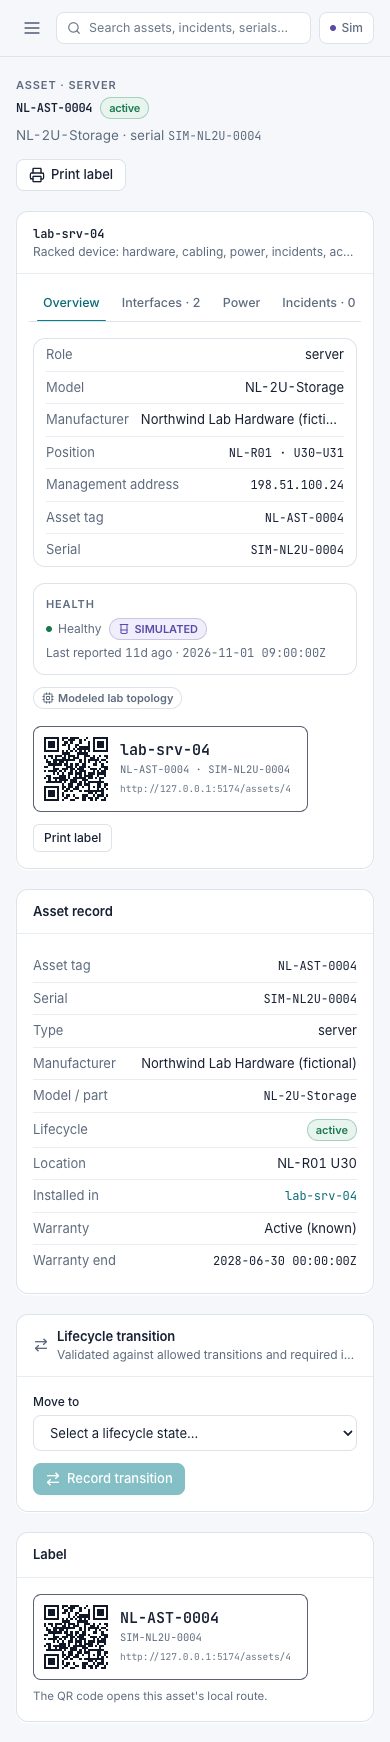 Search assets, incidents, serials...
Sim
ASSET · SERVER
NL-AST-0004 active
NL-2U-Storage · serial SIM-NL2U-0004
Print label
lab-srv-04
Racked device: hardware, cabling, power, incidents, ac...
Overview Interfaces · 2 Power Incidents · 0
Role server
Model NL-2U-Storage
Manufacturer Northwind Lab Hardware (ficti...
Position NL-R01 · U30–U31
Management address 198.51.100.24
Asset tag NL-AST-0004
Serial SIM-NL2U-0004
HEALTH
Healthy SIMULATED
Last reported 11d ago · 2026-11-01 09:00:00Z
Modeled lab topology
lab-srv-04
NL-AST-0004 · SIM-NL2U-0004
http://127.0.0.1:5174/assets/4
Print label
Asset record
Asset tag NL-AST-0004
Serial SIM-NL2U-0004
Type server
Manufacturer Northwind Lab Hardware (fictional)
Model / part NL-2U-Storage
Lifecycle active
Location NL-R01 U30
Installed in lab-srv-04
Warranty Active (known)
Warranty end 2028-06-30 00:00:00Z
Lifecycle transition
Validated against allowed transitions and required i...
Move to
Select a lifecycle state...
Record transition
Label
NL-AST-0004
SIM-NL2U-0004
http://127.0.0.1:5174/assets/4
The QR code opens this asset's local route.